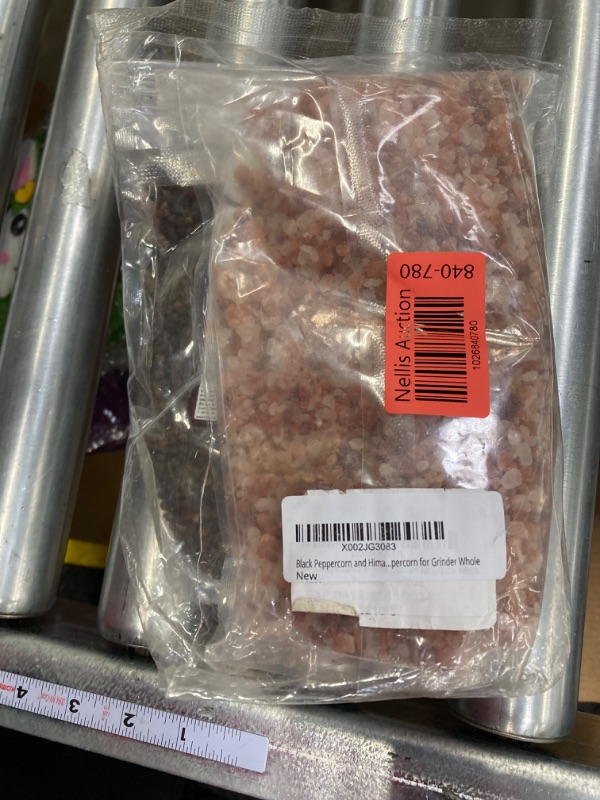 840-780
Nellis Auction
1026840780
X002JG3083
Black Peppercorn and Hima...percorn for Grinder Whole
New
4 3 2 1